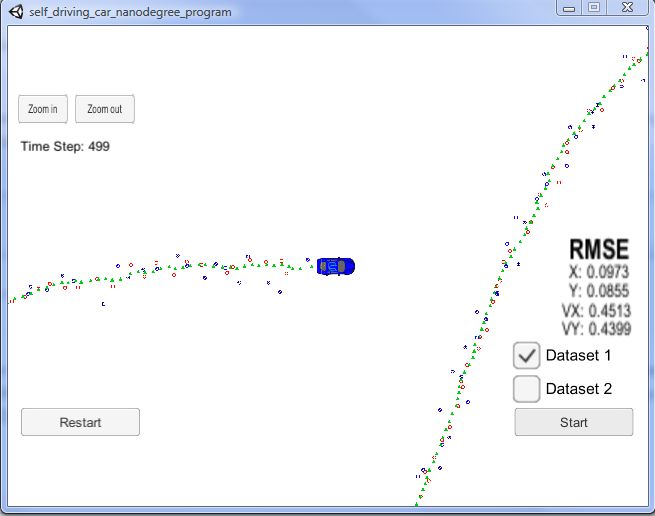 self_driving_car_nanodegree_program
Zoom in
Zoom out
Time Step: 499
RMSE
X: 0.0973
Y: 0.0855
VX: 0.4513
VY: 0.4399
Dataset 1
Dataset 2
Restart
Start